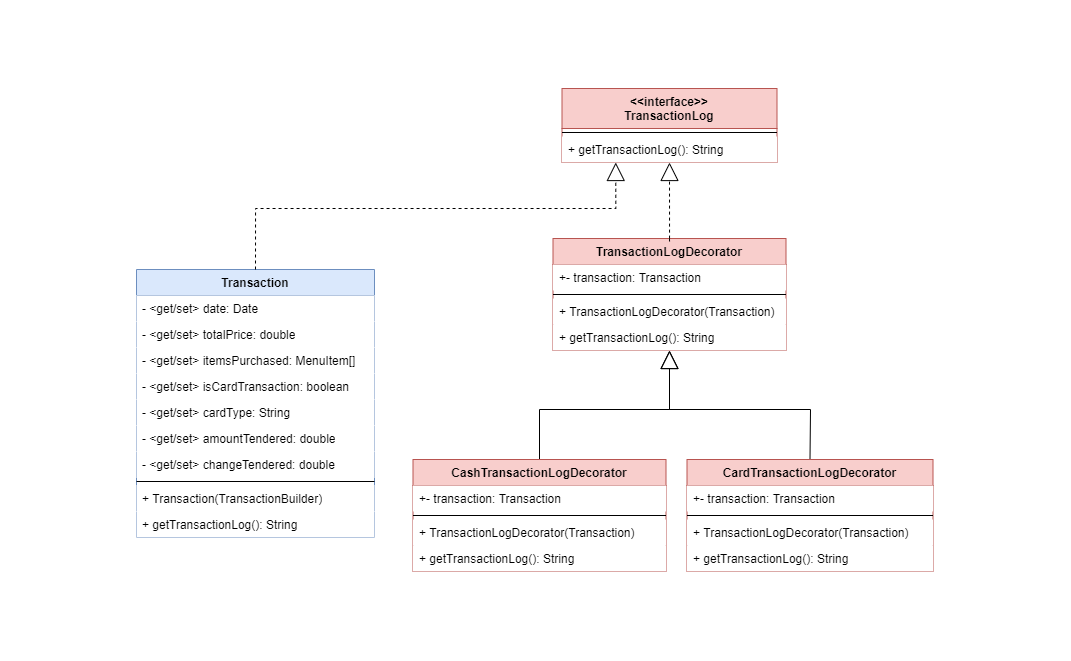 <<interface>>
TransactionLog
+ getTransactionLog(): String
TransactionLogDecorator
+- transaction: Transaction
+ TransactionLogDecorator(Transaction)
+ getTransactionLog(): String
Transaction
- <get/set> date: Date
- <get/set> totalPrice: double
- <get/set> itemsPurchased: MenuItem[]
- <get/set> isCardTransaction: boolean
- <get/set> cardType: String
- <get/set> amountTendered: double
- <get/set> changeTendered: double
+ Transaction(TransactionBuilder)
+ getTransactionLog(): String
CashTransactionLogDecorator
+- transaction: Transaction
+ TransactionLogDecorator(Transaction)
+ getTransactionLog(): String
CardTransactionLogDecorator
+- transaction: Transaction
+ TransactionLogDecorator(Transaction)
+ getTransactionLog(): String